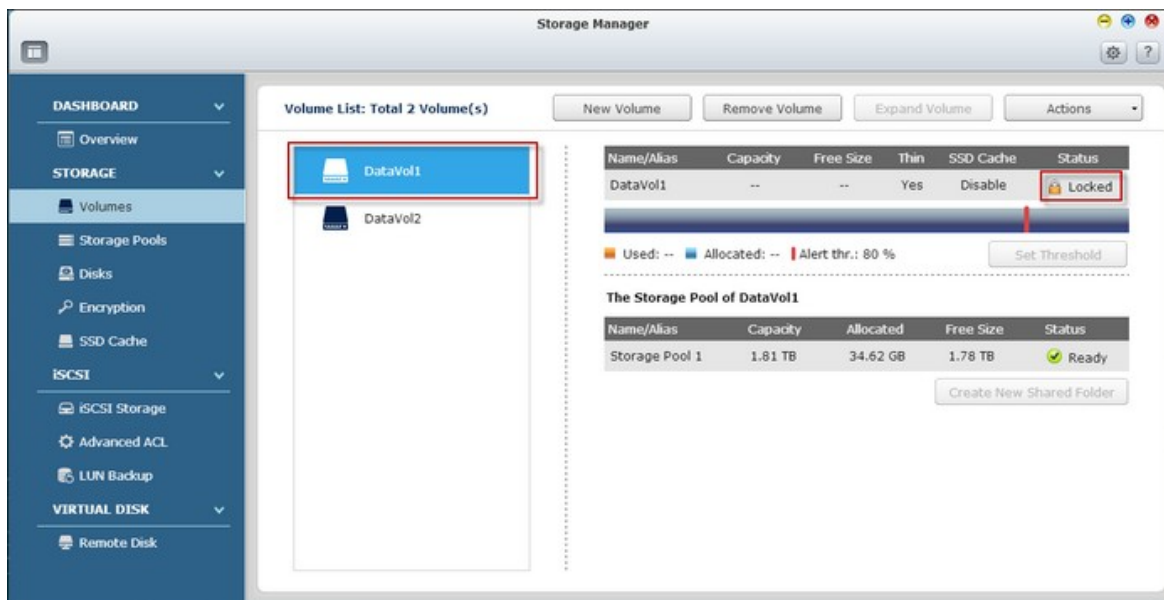 Storage Manager
?
DASHBOARD
Overview
STORAGE
Volumes
Storage Pools
Disks
Encryption
SSD Cache
iSCSI
iSCSI Storage
Advanced ACL
LUN Backup
VIRTUAL DISK
Remote Disk
Volume List: Total 2 Volume(s)
New Volume Remove Volume Expand Volume Actions
DataVol1
DataVol2
Name/Alias Capacity Free Size Thin SSD Cache Status
DataVol1 -- -- Yes Disable Locked
Used: -- Allocated: -- Alert thr.: 80 %
Set Threshold
The Storage Pool of DataVol1
Name/Alias Capacity Allocated Free Size Status
Storage Pool 1 1.81 TB 34.62 GB 1.78 TB Ready
Create New Shared Folder